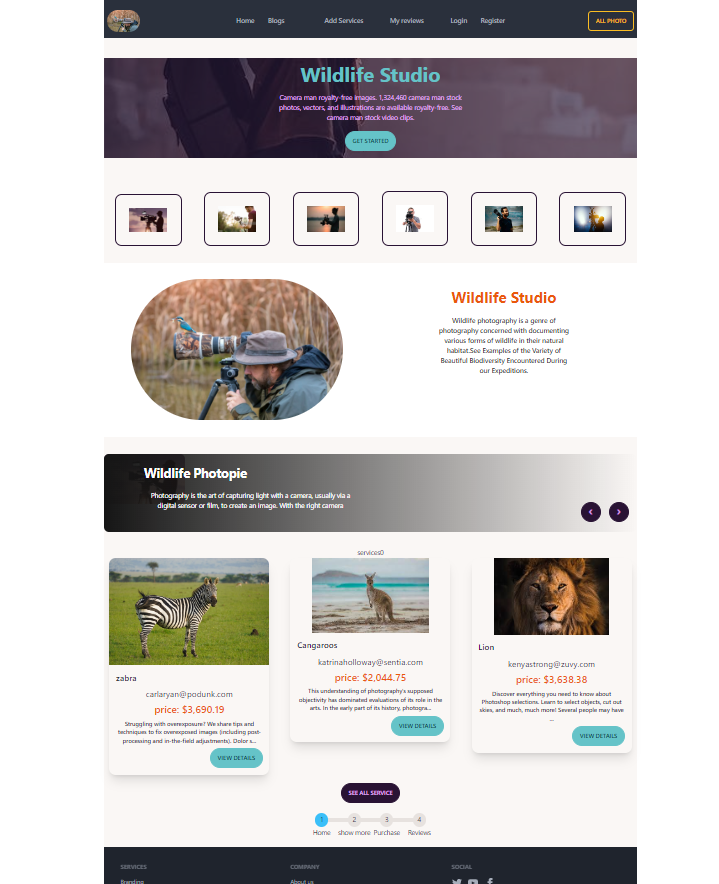 Home Blogs Add Services My reviews Login Register ALL PHOTO
Wildlife Studio
Camera man royalty-free images. 1,324,460 camera man stock
photos, vectors, and illustrations are available royalty-free. See
camera man stock video clips.
GET STARTED
Wildlife Studio
Wildlife photography is a genre of
photography concerned with documenting
various forms of wildlife in their natural
habitat.See Examples of the Variety of
Beautiful Biodiversity Encountered During
our Expeditions.
Wildlife Photopie
Photography is the art of capturing light with a camera, usually via a
digital sensor or film, to create an image. With the right camera
❮ ❯
services0
zabra
carlaryan@podunk.com
price: $3,690.19
Struggling with overexposure? We share tips and
techniques to fix overexposed images (including post-
processing and in-the-field adjustments). Dolor s...
VIEW DETAILS
Cangaroos
katrinaholloway@sentia.com
price: $2,044.75
This understanding of photography's supposed
objectivity has dominated evaluations of its role in the
arts. In the early part of its history, photogra...
VIEW DETAILS
Lion
kenyastrong@zuvy.com
price: $3,638.38
Discover everything you need to know about
Photoshop selections. Learn to select objects, cut out
skies, and much, much more! Several people may have
...
VIEW DETAILS
SEE ALL SERVICE
1 2 3 4
Home show more Purchase Reviews
SERVICES COMPANY SOCIAL
Branding About us